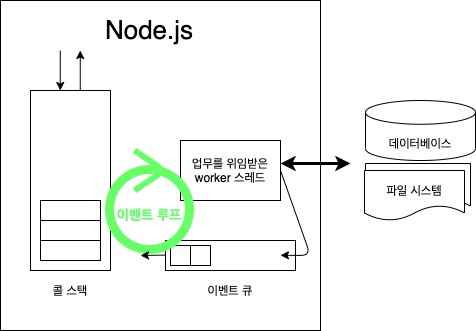 Node.js
업무를 위임받은
worker 스레드
데이터베이스
파일 시스템
이벤트 루프
콜 스택
이벤트 큐